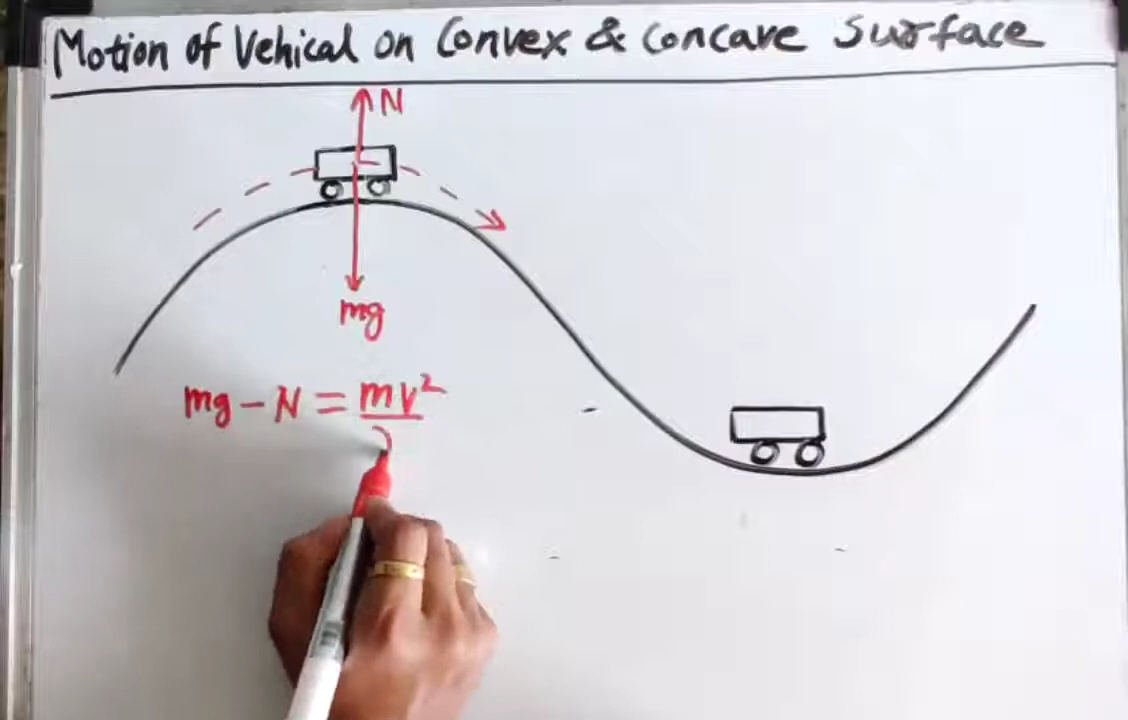 Motion of Vehical on Convex & Concave Surface
N
mg
mg - N = mv²